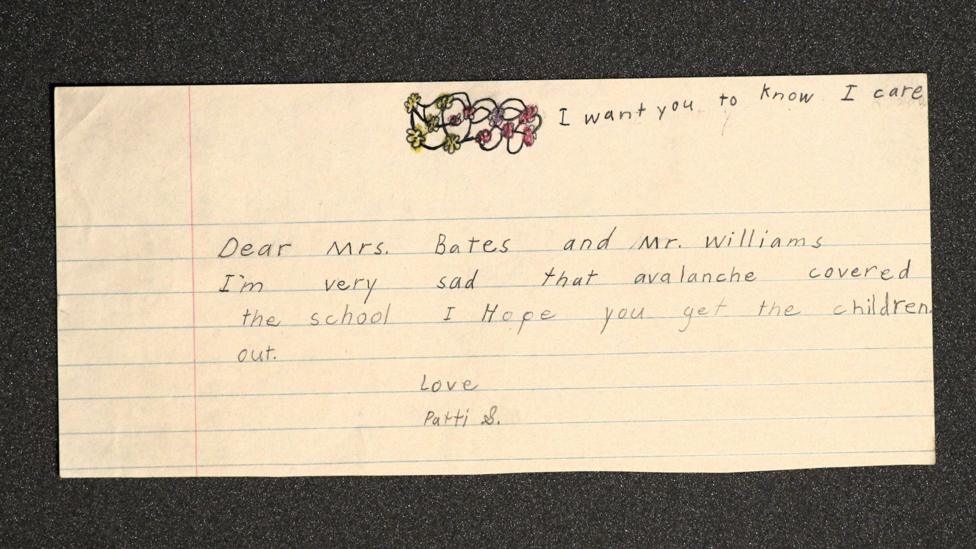 I want you to know I care
Dear Mrs. Bates and Mr. Williams
I'm very sad that avalanche covered
the school I Hope you get the children
out.
Love
Patti S.